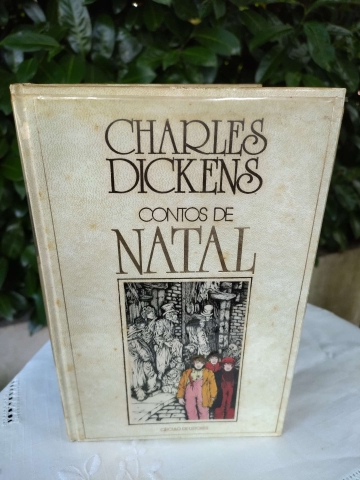 CHARLES
DICKENS
CONTOS DE
NATAL